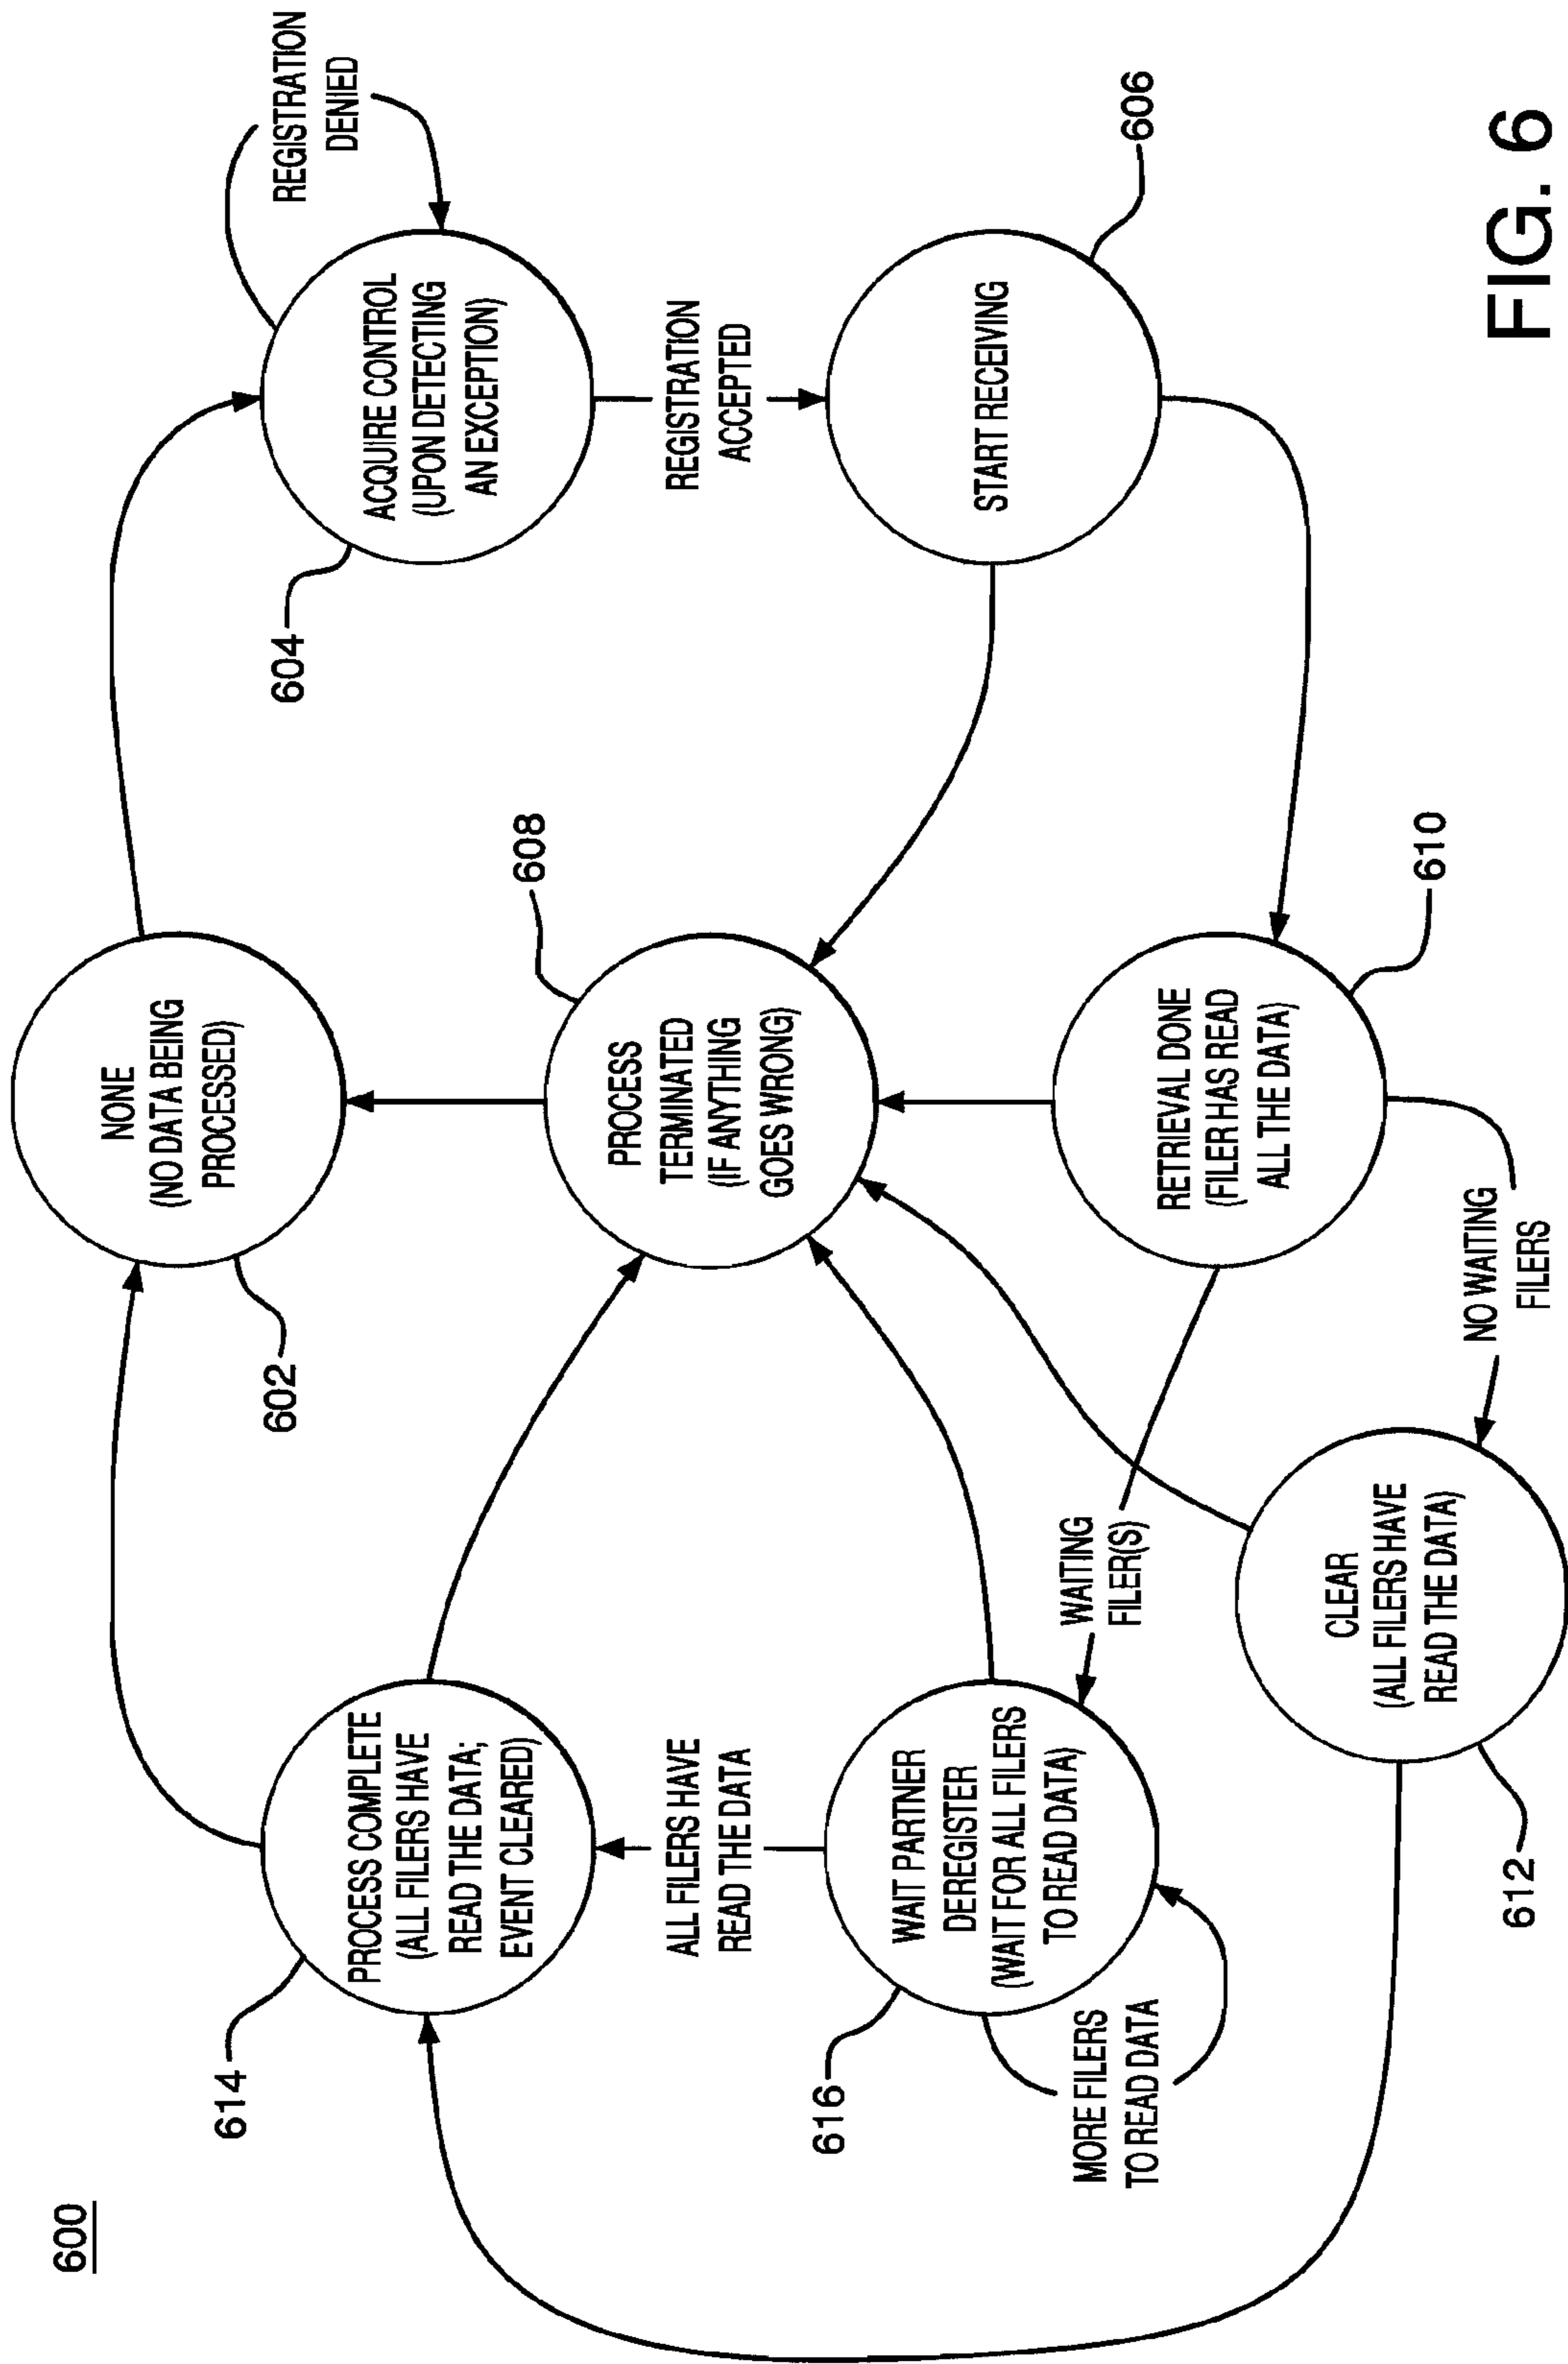 600
NONE
(NO DATA BEING
PROCESSED)
602
614
PROCESS COMPLETE
(ALL FILERS HAVE
READ THE DATA;
EVENT CLEARED)
604
ACQUIRE CONTROL
(UPON DETECTING
AN EXCEPTION)
REGISTRATION
DENIED
608
PROCESS
TERMINATED
(IF ANYTHING
GOES WRONG)
ALL FILERS HAVE
READ THE DATA
REGISTRATION
ACCEPTED
616
WAIT PARTNER
DEREGISTER
(WAIT FOR ALL FILERS
TO READ DATA)
MORE FILERS
TO READ DATA
WAITING
FILER(S)
START RECEIVING
606
RETRIEVAL DONE
(FILER HAS READ
ALL THE DATA)
610
NO WAITING
FILERS
CLEAR
(ALL FILERS HAVE
READ THE DATA)
612
FIG. 6